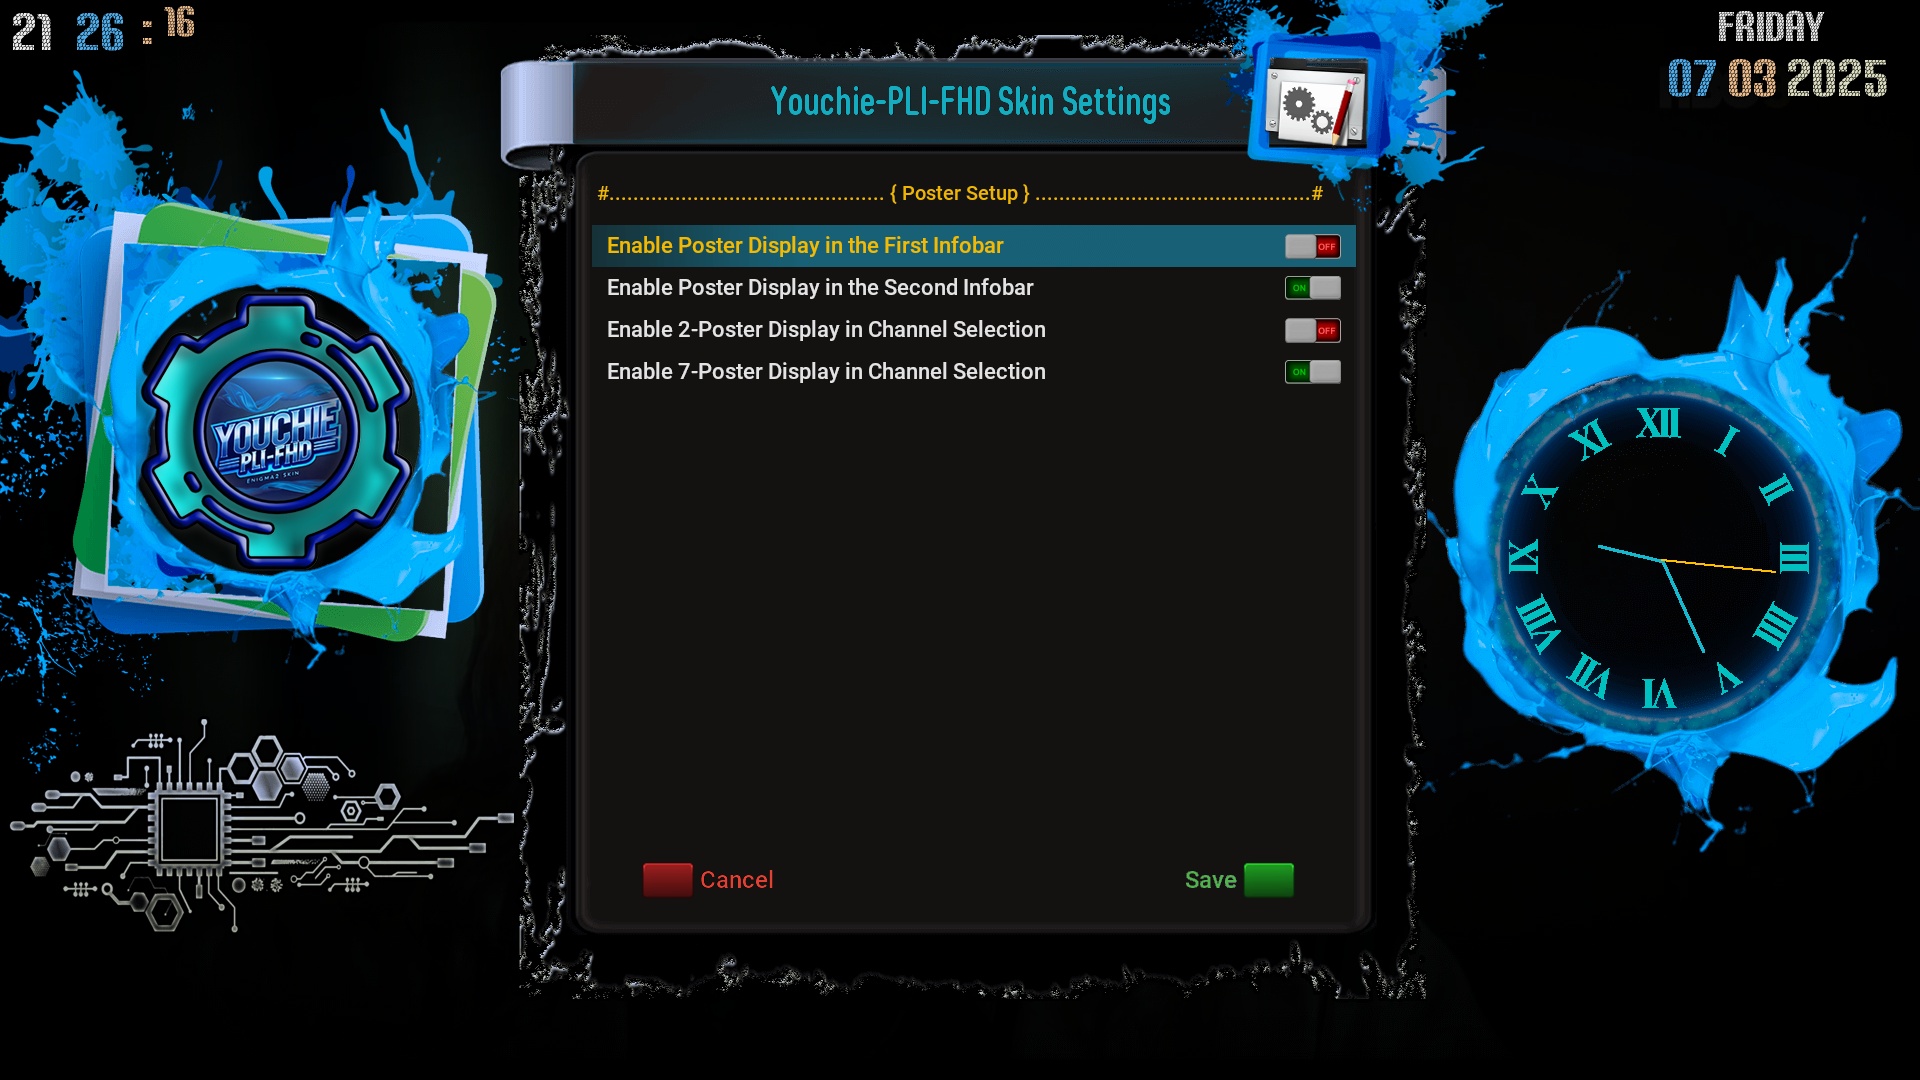 21 26 : 16
FRIDAY
07 03 2025
Youchie-PLI-FHD Skin Settings
#.............................................. { Poster Setup } ..............................................#
Enable Poster Display in the First Infobar OFF
Enable Poster Display in the Second Infobar ON
Enable 2-Poster Display in Channel Selection OFF
Enable 7-Poster Display in Channel Selection ON
YOUCHIE
PLI-FHD
ENIGMA2 SKIN
XII
I
II
III
IIII
V
VI
VII
VIII
IX
X
XI
Cancel
Save